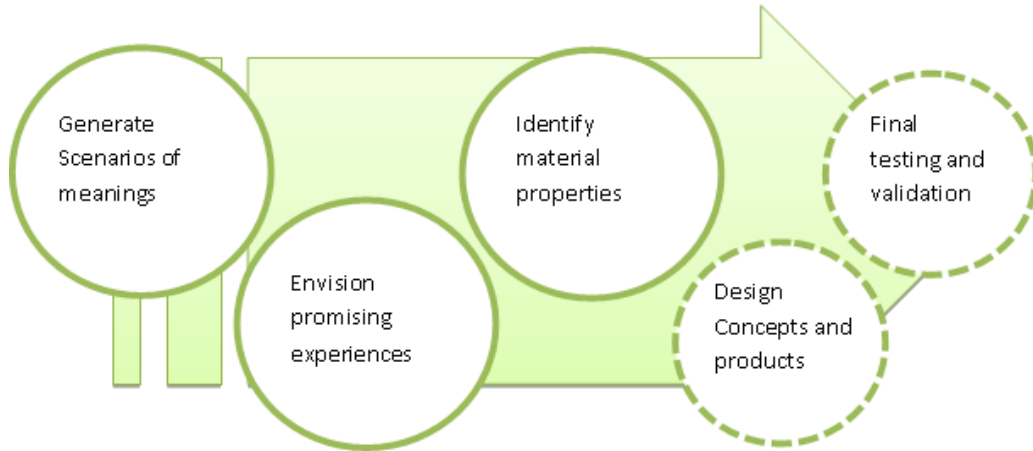 Generate
Scenarios of
meanings
Envision
promising
experiences
Identify
material
properties
Design
Concepts and
products
Final
testing and
validation